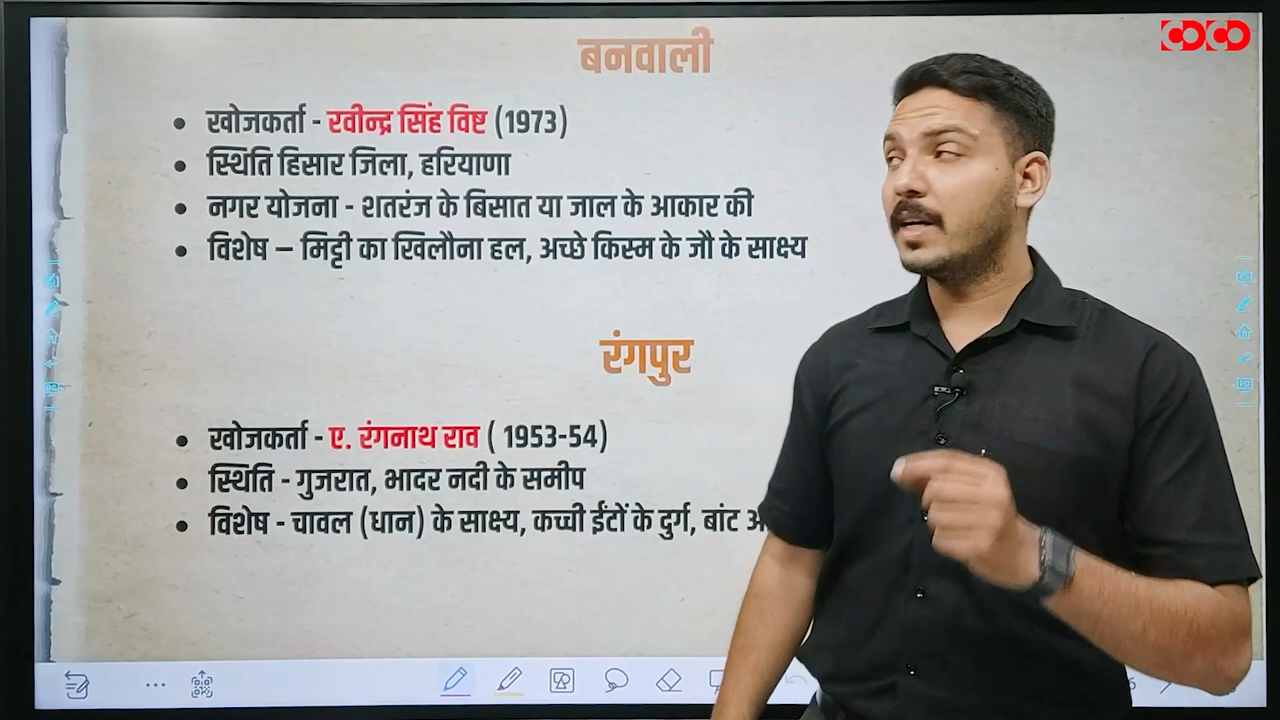 बनवाली
• खोजकर्ता - रवीन्द्र सिंह विष्ट (1973)
• स्थिति हिसार जिला, हरियाणा
• नगर योजना - शतरंज के बिसात या जाल के आकार की
• विशेष – मिट्टी का खिलौना हल, अच्छे किस्म के जौ के साक्ष्य
रंगपुर
• खोजकर्ता - ए. रंगनाथ राव ( 1953-54)
• स्थिति - गुजरात, भादर नदी के समीप
• विशेष - चावल (धान) के साक्ष्य, कच्ची ईंटों के दुर्ग, बांट